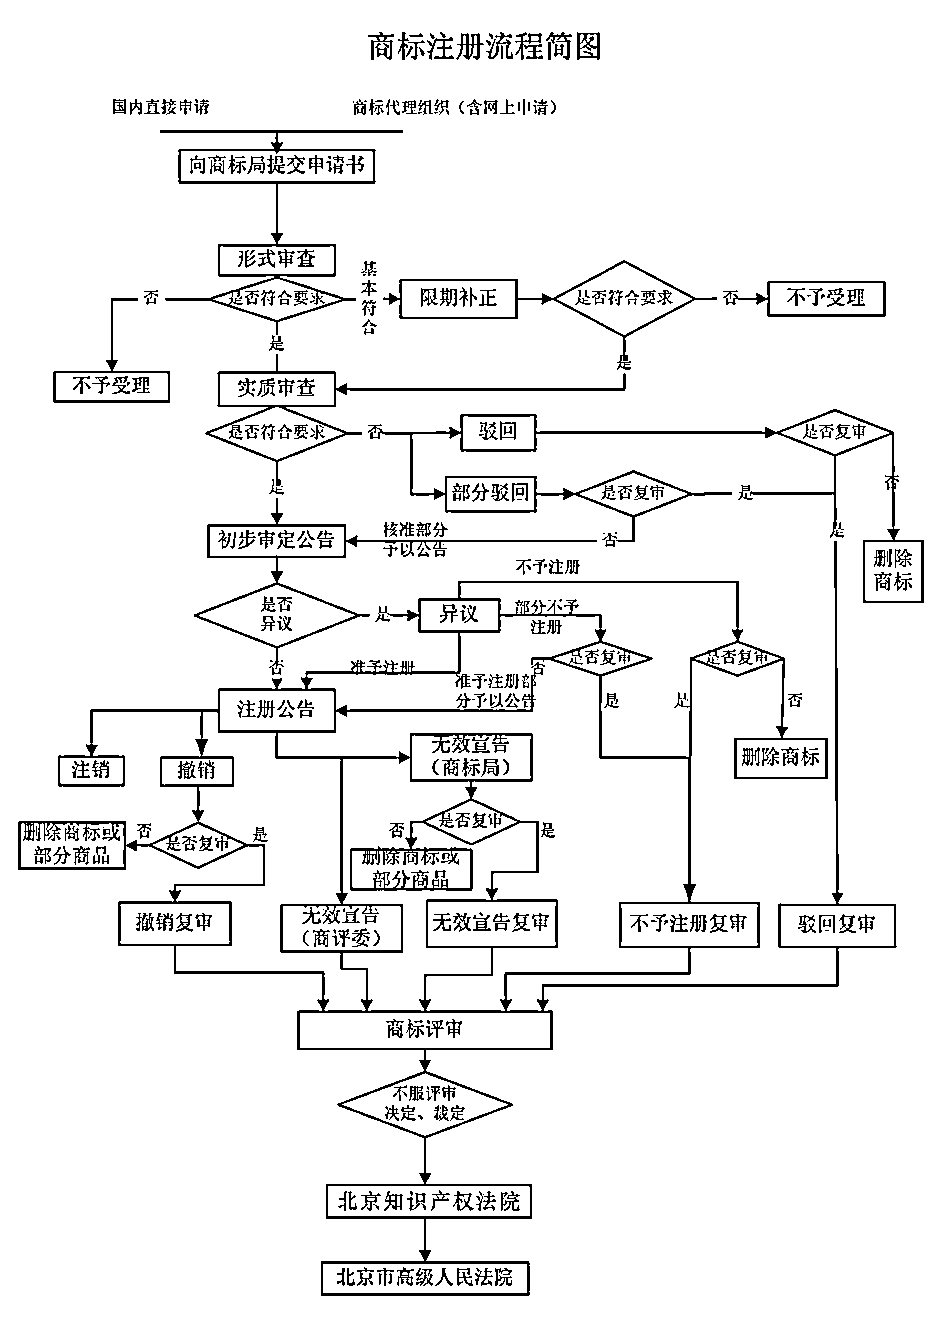 商标注册流程简图
国内直接申请
商标代理组织（含网上申请）
向商标局提交申请书
形式审查
基
本
符
合
否
是否符合要求
限期补正
是否符合要求
否
不予受理
是
是
不予受理
实质审查
是否符合要求
否
驳回
是否复审
是
部分驳回
是否复审
是
否
是
初步审定公告
核准部分
予以公告
否
删除
商标
不予注册
是否
异议
是
异议
部分不予
注册
否
准予注册
否
是否复审
是否复审
准予注册部
分予以公告
是
是
否
注册公告
注销
撤销
无效宣告
（商标局）
删除商标
删除商标或
部分商品
否
是否复审
是
否
是否复审
是
删除商标或
部分商品
撤销复审
无效宣告
（商评委）
无效宣告复审
不予注册复审
驳回复审
商标评审
不服评审
决定、裁定
北京知识产权法院
北京市高级人民法院